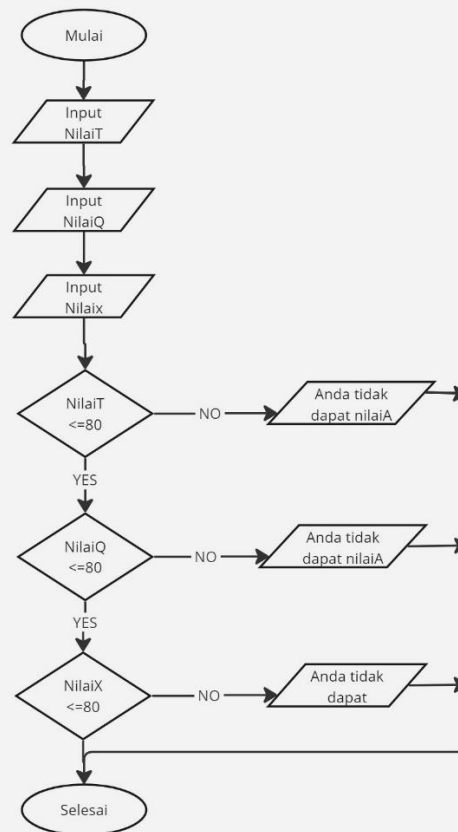 Mulai
Input
NilaiT
Input
NilaiQ
Input
Nilaix
NilaiT
<=80
NO
Anda tidak
dapat nilaiA
YES
NilaiQ
<=80
NO
Anda tidak
dapat nilaiA
YES
NilaiX
<=80
NO
Anda tidak
dapat
Selesai